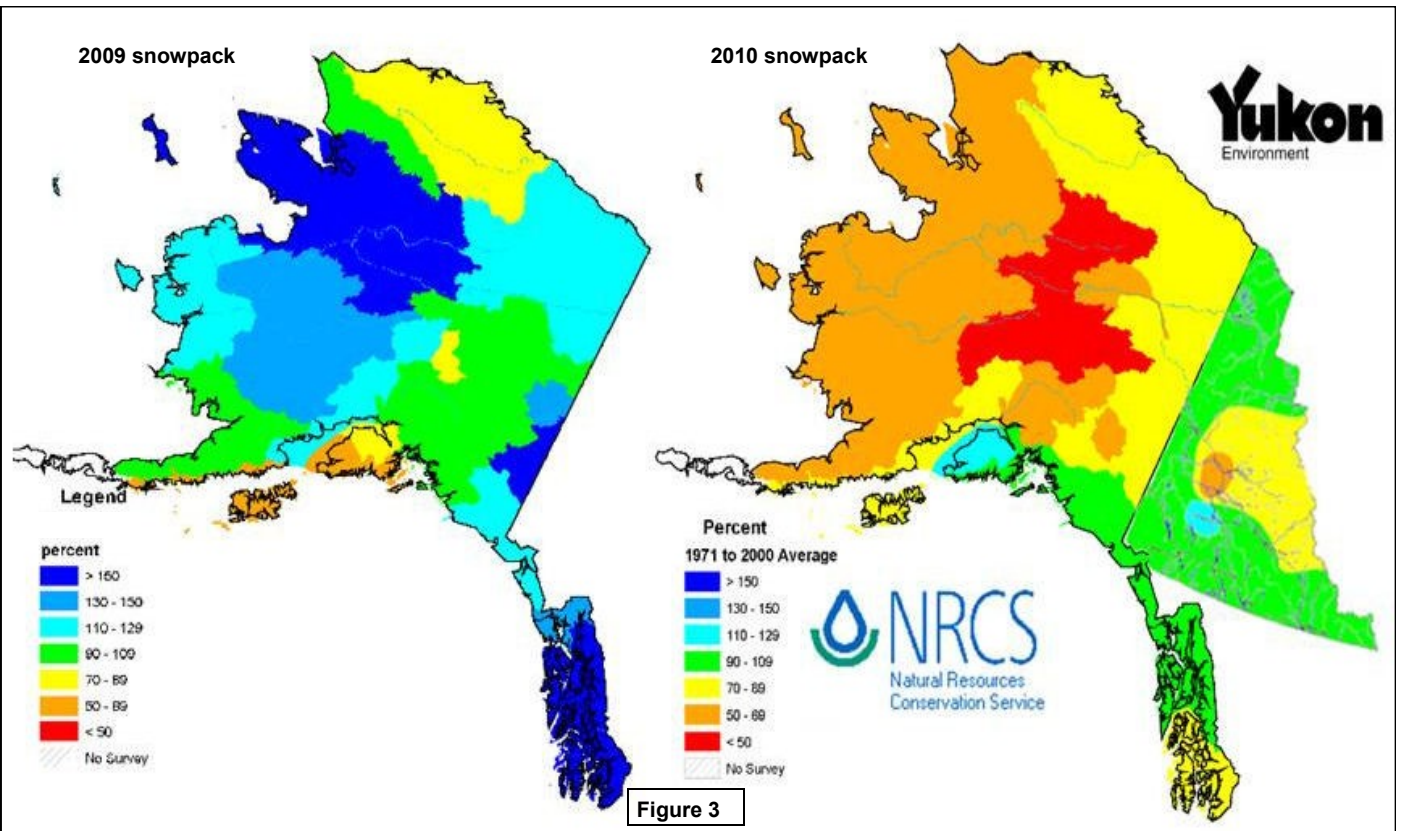 2009 snowpack
2010 snowpack
Yukon
Environment
Legend
percent
> 150
130 - 150
110 - 129
90 - 109
70 - 89
50 - 89
< 50
No Survey
Percent
1971 to 2000 Average
> 150
130 - 150
110 - 129
90 - 109
70 - 89
50 - 69
< 50
No Survey
NRCS
Natural Resources
Conservation Service
Figure 3